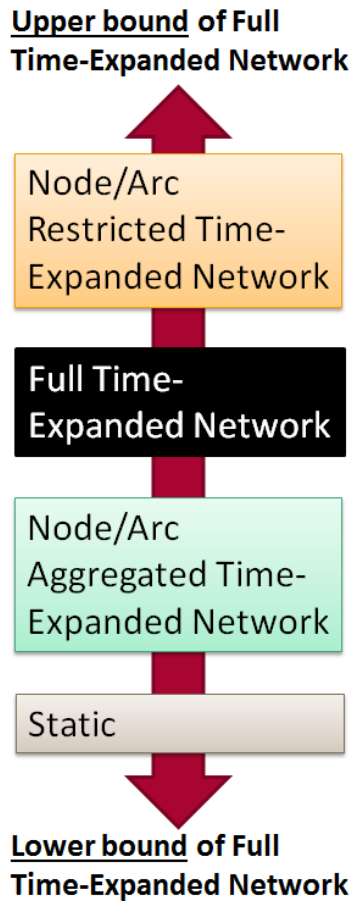 Upper bound of Full
Time-Expanded Network
Node/Arc
Restricted Time-
Expanded Network
Full Time-
Expanded Network
Node/Arc
Aggregated Time-
Expanded Network
Static
Lower bound of Full
Time-Expanded Network